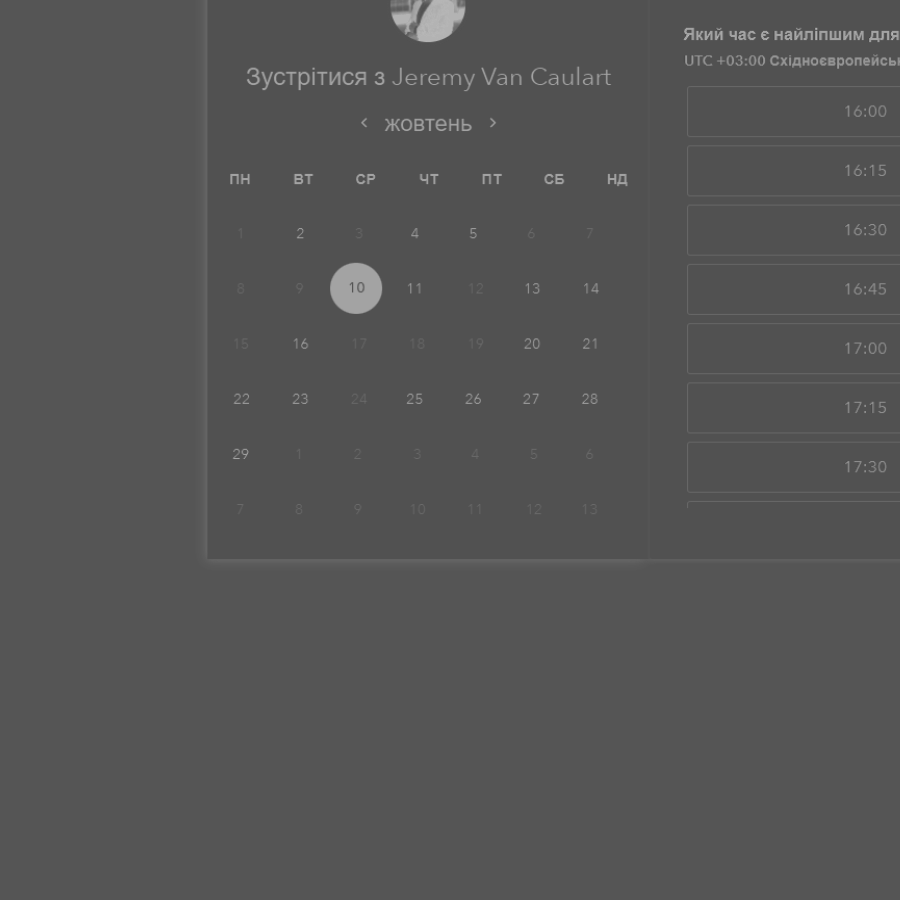 Зустрітися з Jeremy Van Caulart
< жовтень >
ПН ВТ СР ЧТ ПТ СБ НД
1 2 3 4 5 6 7
8 9 10 11 12 13 14
15 16 17 18 19 20 21
22 23 24 25 26 27 28
29 1 2 3 4 5 6
7 8 9 10 11 12 13
Який час є найліпшим для
UTC +03:00
16:00
16:15
16:30
16:45
17:00
17:15
17:30